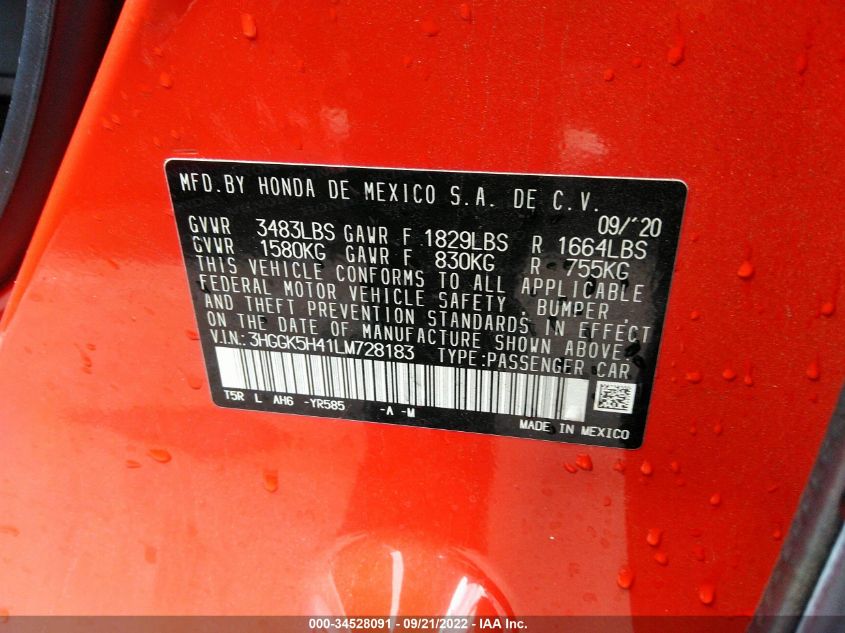 MFD.BY HONDA DE MEXICO S.A. DE C.V.
09/'20
GVWR 3483LBS GAWR F 1829LBS R 1664LBS
GVWR 1580KG GAWR F 830KG R 755KG
THIS VEHICLE CONFORMS TO ALL APPLICABLE
FEDERAL MOTOR VEHICLE SAFETY, BUMPER,
AND THEFT PREVENTION STANDARDS IN EFFECT
ON THE DATE OF MANUFACTURE SHOWN ABOVE.
V.I.N.: 3HGGK5H41LM728183 TYPE:PASSENGER CAR
T5R L AH6 -YR585 -A -M
MADE IN MEXICO
000-34528091 - 09/21/2022 - IAA Inc.